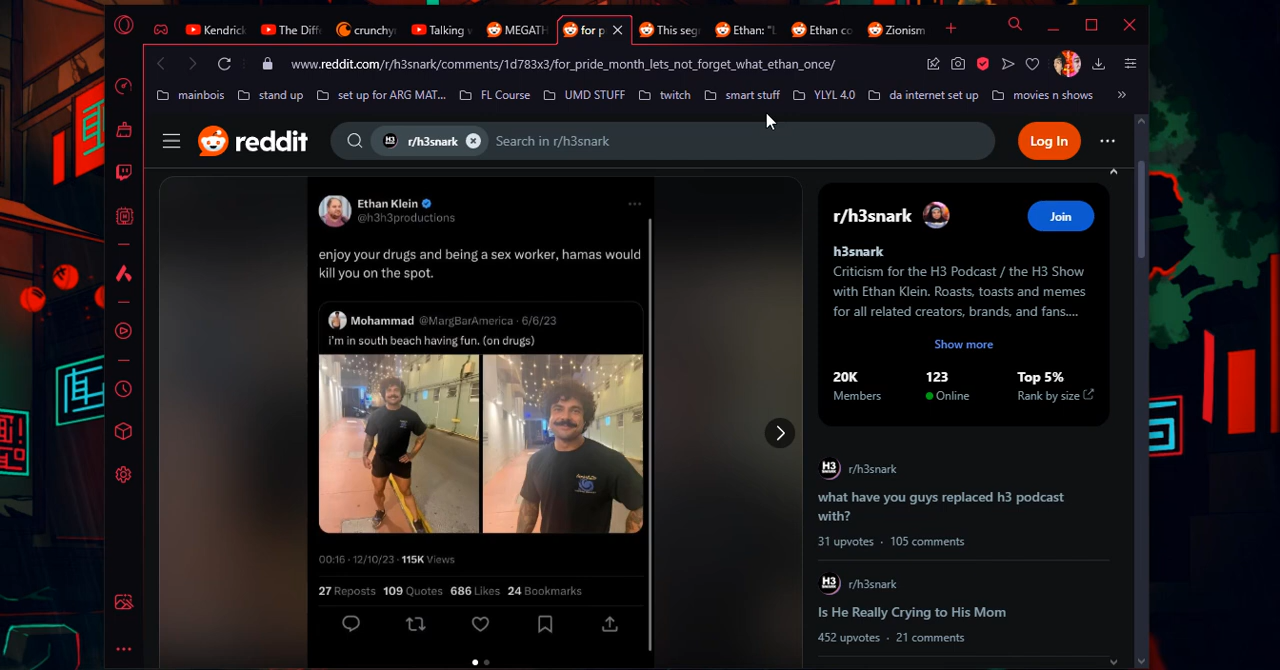 Kendrick
The Diff
crunchy
Talking
MEGATH
for p
This seg
Ethan: "L
Ethan co
Zionism
www.reddit.com/r/h3snark/comments/1d783x3/for_pride_month_lets_not_forget_what_ethan_once/
mainbois
stand up
set up for ARG MAT...
FL Course
UMD STUFF
twitch
smart stuff
YLYL 4.0
da internet set up
movies n shows
reddit
r/h3snark
Search in r/h3snark
Log In
Ethan Klein
@h3h3productions
enjoy your drugs and being a sex worker, hamas would
kill you on the spot.
Mohammad @MargBarAmerica · 6/6/23
i'm in south beach having fun. (on drugs)
00:16 · 12/10/23 · 115K Views
27 Reposts 109 Quotes 686 Likes 24 Bookmarks
r/h3snark
Join
h3snark
Criticism for the H3 Podcast / the H3 Show
with Ethan Klein. Roasts, toasts and memes
for all related creators, brands, and fans....
Show more
20K 123 Top 5%
Members Online Rank by size
H3 r/h3snark
what have you guys replaced h3 podcast
with?
31 upvotes · 105 comments
H3 r/h3snark
Is He Really Crying to His Mom
452 upvotes · 21 comments